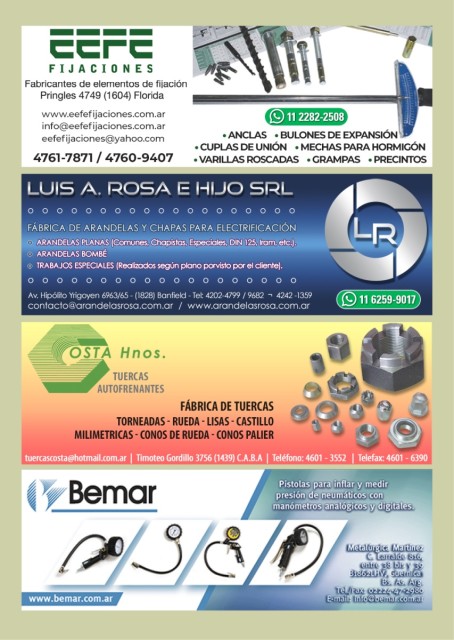 EEFE
FIJACIONES
Fabricantes de elementos de fijación
Pringles 4749 (1604) Florida
www.eefefijaciones.com.ar
info@eefefijaciones.com.ar
eefefijaciones@yahoo.com
4761-7871 / 4760-9407
11 2282-2508
• ANCLAS • BULONES DE EXPANSIÓN
• CUPLAS DE UNIÓN • MECHAS PARA HORMIGÓN
• VARILLAS ROSCADAS • GRAMPAS • PRECINTOS
LUIS A. ROSA E HIJO SRL
FÁBRICA DE ARANDELAS Y CHAPAS PARA ELECTRIFICACIÓN
ARANDELAS PLANAS (Comunes, Chapistas, Especiales, DIN 125, Iram, etc.).
ARANDELAS BOMBÉ
TRABAJOS ESPECIALES (Realizados según plano porvisto por el cliente).
Av. Hipólito Yrigoyen 6963/65 - (1828) Banfield - Tel: 4202-4799 / 9682 ¬ 4242 -1359
contacto@arandelasrosa.com.ar / www.arandelasrosa.com.ar
LR
11 6259-9017
COSTA Hnos.
TUERCAS
AUTOFRENANTES
FÁBRICA DE TUERCAS
TORNEADAS - RUEDA - LISAS - CASTILLO
MILIMETRICAS - CONOS DE RUEDA - CONOS PALIER
tuercascosta@hotmail.com.ar | Timoteo Gordillo 3756 (1439) C.A.B.A | Teléfono: 4601 - 3552 | Telefax: 4601 - 6390
Bemar
Pistolas para inflar y medir
presión de neumáticos con
manómetros analógicos y digitales.
Metalúrgica Martinez
C. Terralde 616,
entre 38 bis y 39
B1862DIV, Guernica
Bs. As. Arg.
Tel./Fax: 02224-47-2980
E-mail: info@bemar.com.ar
www.bemar.com.ar